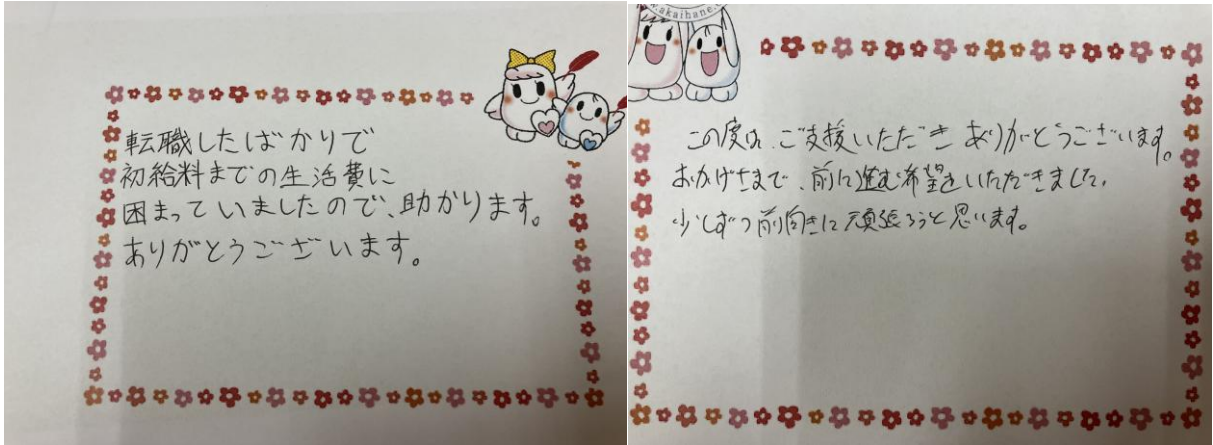 転職したばかりで
初給料までの生活費に
困まっていましたので、助かります。
ありがとうございます。
akaihane.
この度は、ご支援いただき ありがとうございます。
おかげさまで、前に進む希望をいただきました。
少しずつ前向きに頑張ろうと思います。